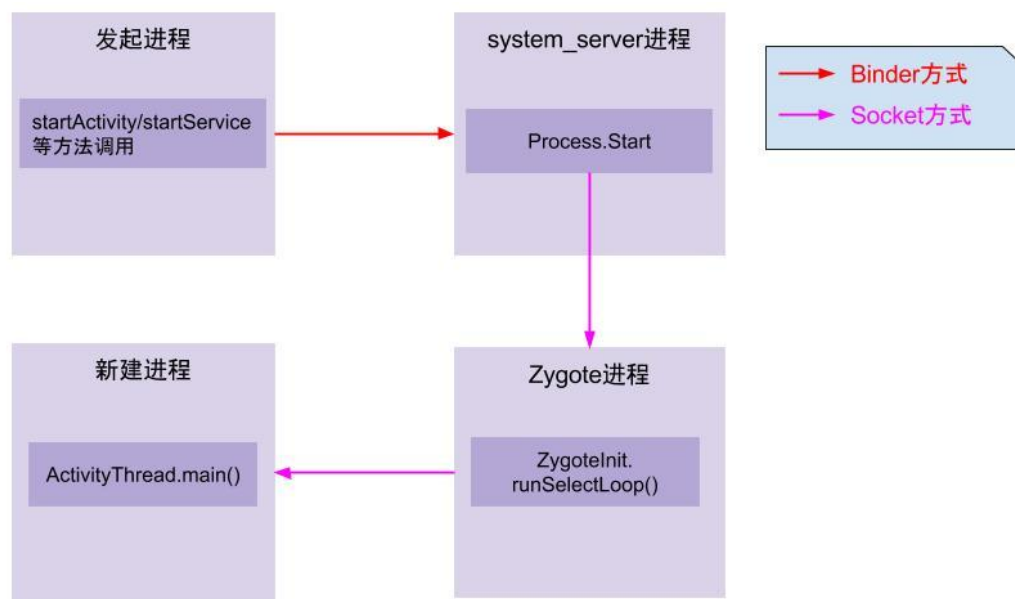 发起进程
startActivity/startService
等方法调用
system_server进程
Process.Start
Binder方式
Socket方式
新建进程
ActivityThread.main()
Zygote进程
ZygoteInit.
runSelectLoop()